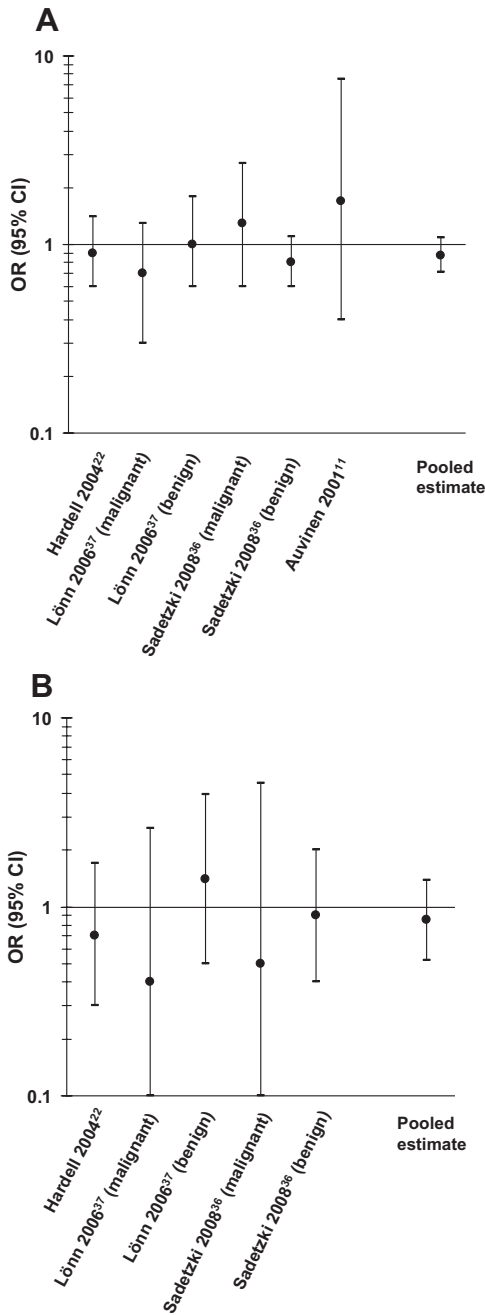 A
10
1
0.1
OR (95% CI)
Hardell 2004²²
Lönn 2006³⁷ (malignant)
Lönn 2006³⁷ (benign)
Sadetzki 2008³⁶ (malignant)
Sadetzki 2008³⁶ (benign)
Auvinen 2001¹¹
Pooled
estimate
B
10
1
0.1
OR (95% CI)
Hardell 2004²²
Lönn 2006³⁷ (malignant)
Lönn 2006³⁷ (benign)
Sadetzki 2008³⁶ (malignant)
Sadetzki 2008³⁶ (benign)
Pooled
estimate